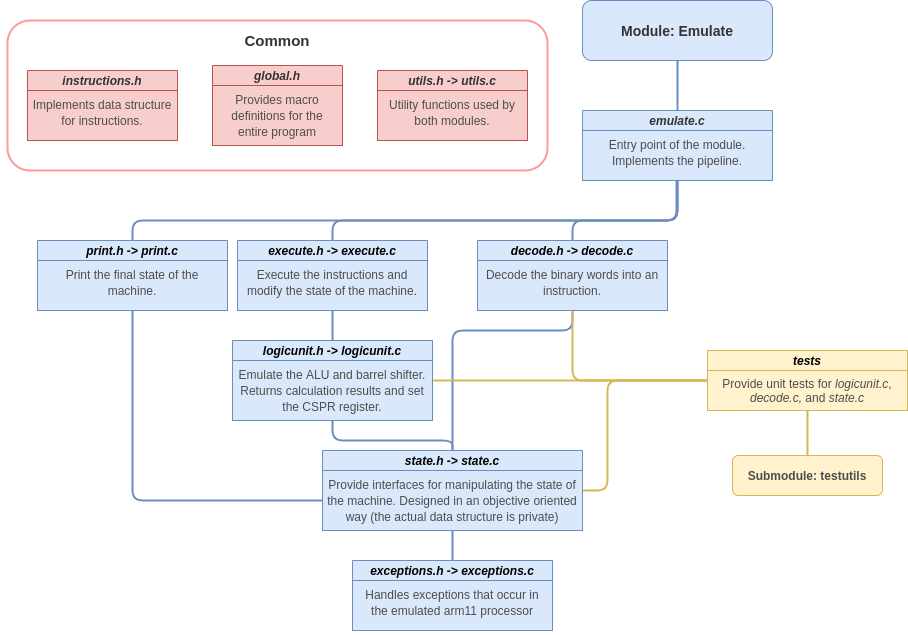 Common
instructions.h
Implements data structure
for instructions.
global.h
Provides macro
definitions for the
entire program
utils.h -> utils.c
Utility functions used by
both modules.
Module: Emulate
emulate.c
Entry point of the module.
Implements the pipeline.
print.h -> print.c
Print the final state of the
machine.
execute.h -> execute.c
Execute the instructions and
modify the state of the machine.
decode.h -> decode.c
Decode the binary words into an
instruction.
logicunit.h -> logicunit.c
Emulate the ALU and barrel shifter.
Returns calculation results and set
the CSPR register.
tests
Provide unit tests for logicunit.c,
decode.c, and state.c
Submodule: testutils
state.h -> state.c
Provide interfaces for manipulating the state of
the machine. Designed in an objective oriented
way (the actual data structure is private)
exceptions.h -> exceptions.c
Handles exceptions that occur in
the emulated arm11 processor